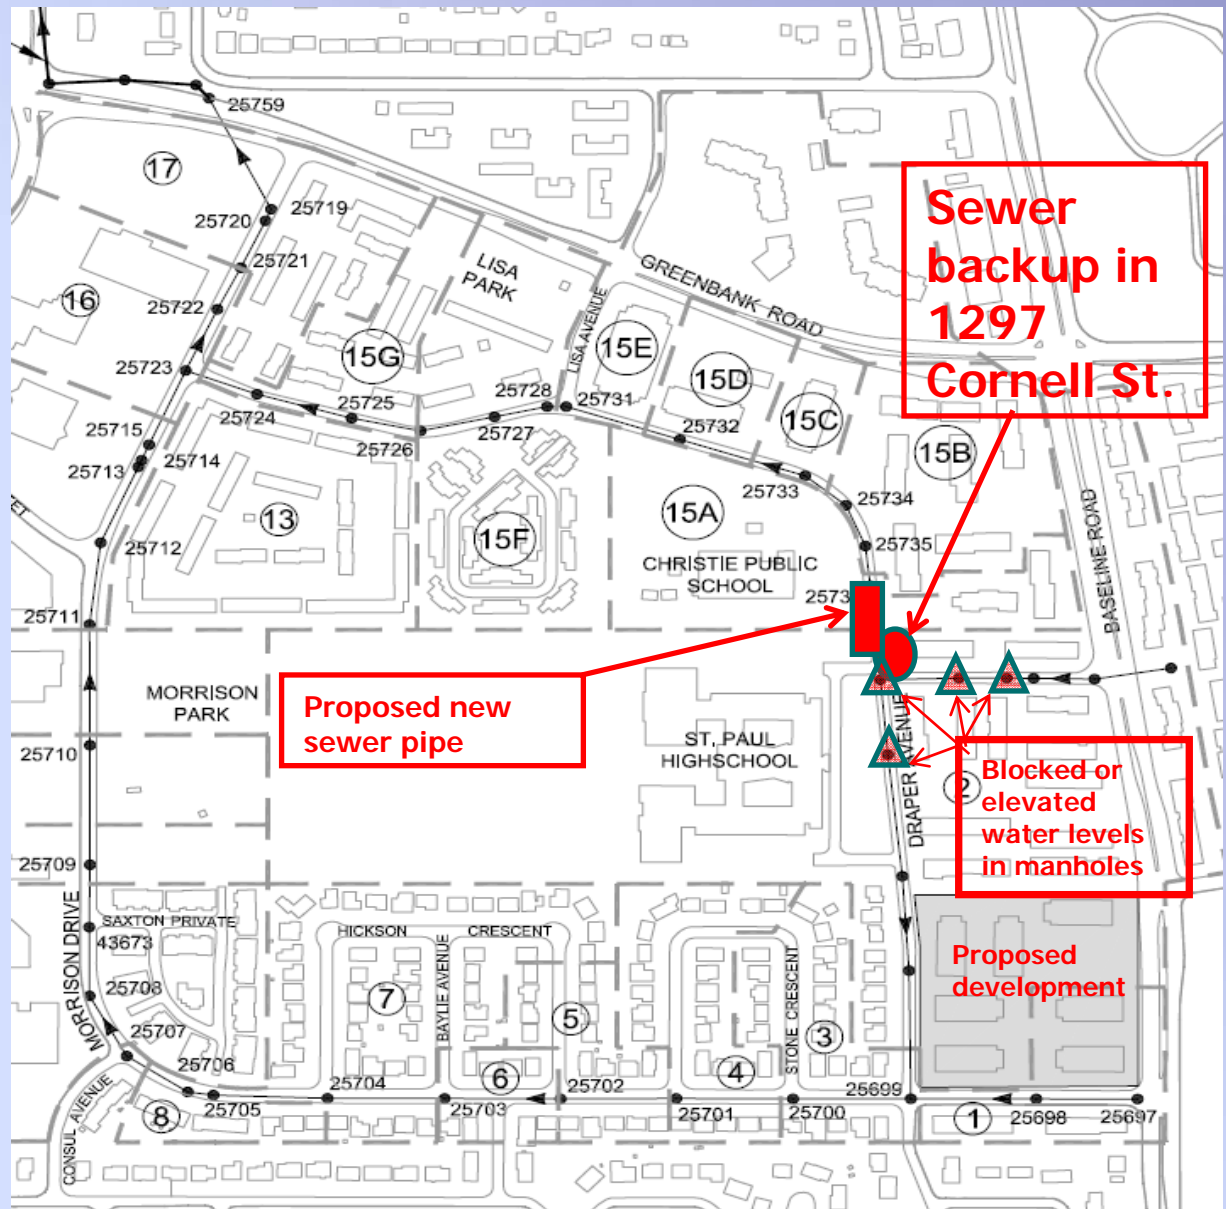 25759
17
25719
25720
25721
16
25722
LISA
PARK
GREENBANK ROAD
LISA AVENUE
Sewer
backup in
1297
Cornell St.
15G
15E
15D
15C
15B
25723
25724
25725
25726
25727
25728
25731
25732
25733
25734
25735
25715
25714
25713
25712
25711
13
15F
15A
CHRISTIE PUBLIC
SCHOOL
BASELINE ROAD
2573
MORRISON
PARK
Proposed new
sewer pipe
ST. PAUL
HIGHSCHOOL
DRAPER AVENUE
2
Blocked or
elevated
water levels
in manholes
25710
25709
MORRISON DRIVE
SAXTON PRIVATE
43673
25708
25707
25706
HICKSON CRESCENT
BAYLIE AVENUE
7
5
STONE CRESCENT
3
4
6
Proposed
development
CONSUL AVENUE
8
25705
25704
25703
25702
25701
25700
25699
1
25698
25697